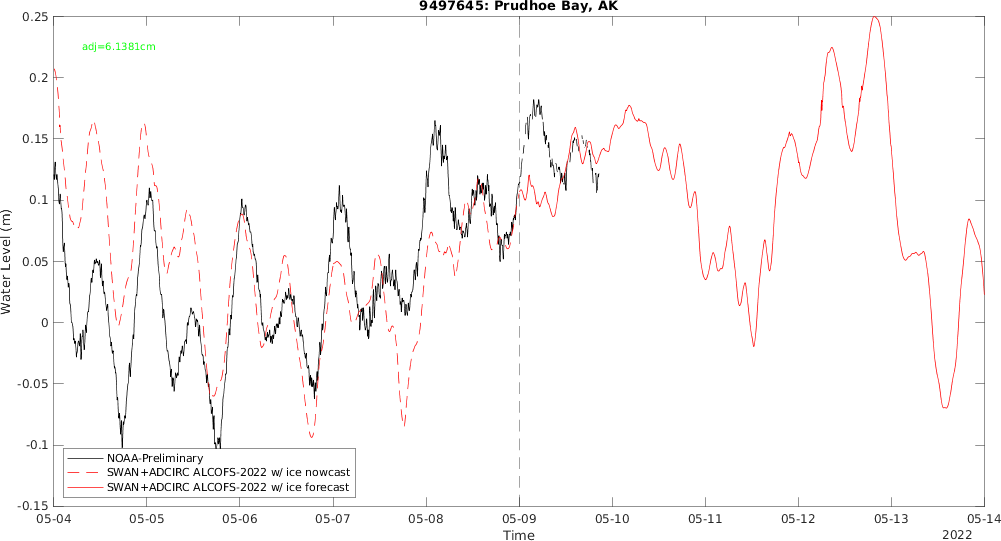 9497645: Prudhoe Bay, AK
0.25
adj=6.1381cm
0.2
0.15
0.1
0.05
0
-0.05
-0.1
-0.15
Water Level (m)
NOAA-Preliminary
SWAN+ADCIRC ALCOFS-2022 w/ ice nowcast
SWAN+ADCIRC ALCOFS-2022 w/ ice forecast
05-04 05-05 05-06 05-07 05-08 05-09 05-10 05-11 05-12 05-13 05-14
Time
2022